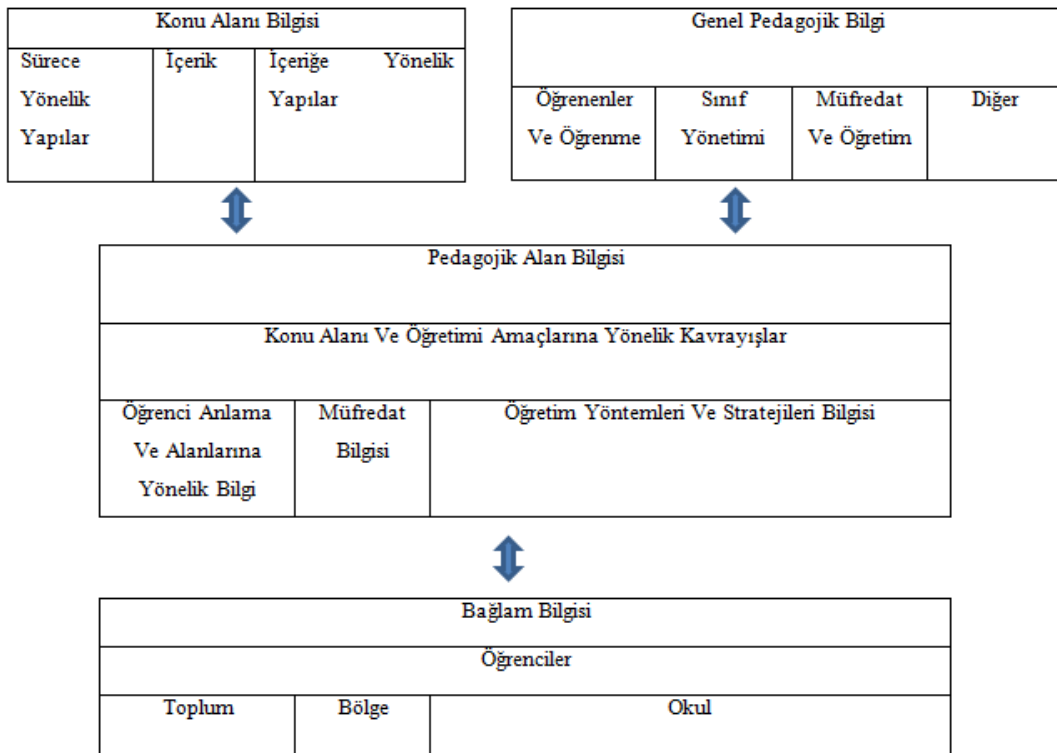 Konu Alanı Bilgisi
Sürece
Yönelik
Yapılar
İçerik
İçeriğe Yönelik
Yapılar
Genel Pedagojik Bilgi
Öğrenenler
Ve Öğrenme
Sınıf
Yönetimi
Müfredat
Ve Öğretim
Diğer
Pedagojik Alan Bilgisi
Konu Alanı Ve Öğretimi Amaçlarına Yönelik Kavrayışlar
Öğrenci Anlama
Ve Alanlarına
Yönelik Bilgi
Müfredat
Bilgisi
Öğretim Yöntemleri Ve Stratejileri Bilgisi
Bağlam Bilgisi
Öğrenciler
Toplum
Bölge
Okul